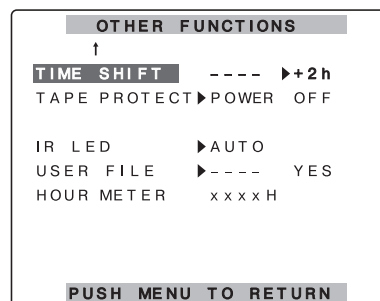 OTHER FUNCTIONS
↑
TIME SHIFT ---- ▶+2h
TAPE PROTECT▶POWER OFF
IR LED ▶AUTO
USER FILE ▶---- YES
HOUR METER xxxxH
PUSH MENU TO RETURN